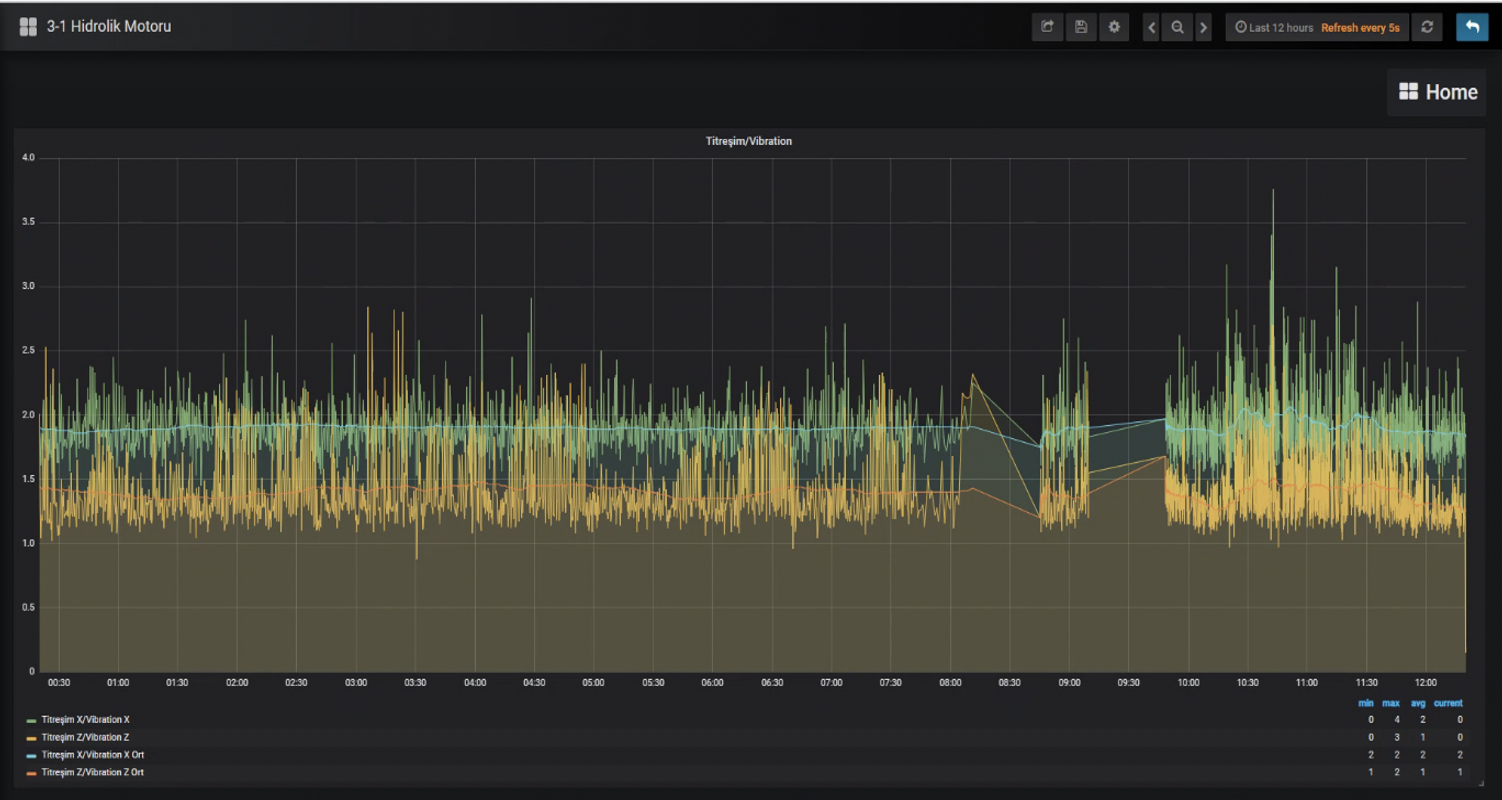 3-1 Hidrolik Motoru
Last 12 hours Refresh every 5s
Home
Titreşim/Vibration
4.0
3.5
3.0
2.5
2.0
1.5
1.0
0.5
0
00:30 01:00 01:30 02:00 02:30 03:00 03:30 04:00 04:30 05:00 05:30 06:00 06:30 07:00 07:30 08:00 08:30 09:00 09:30 10:00 10:30 11:00 11:30 12:00
min max avg current
Titreşim X/Vibration X 0 4 2 0
Titreşim Z/Vibration Z 0 3 1 0
Titreşim X/Vibration X Ort 2 2 2 2
Titreşim Z/Vibration Z Ort 1 2 1 1